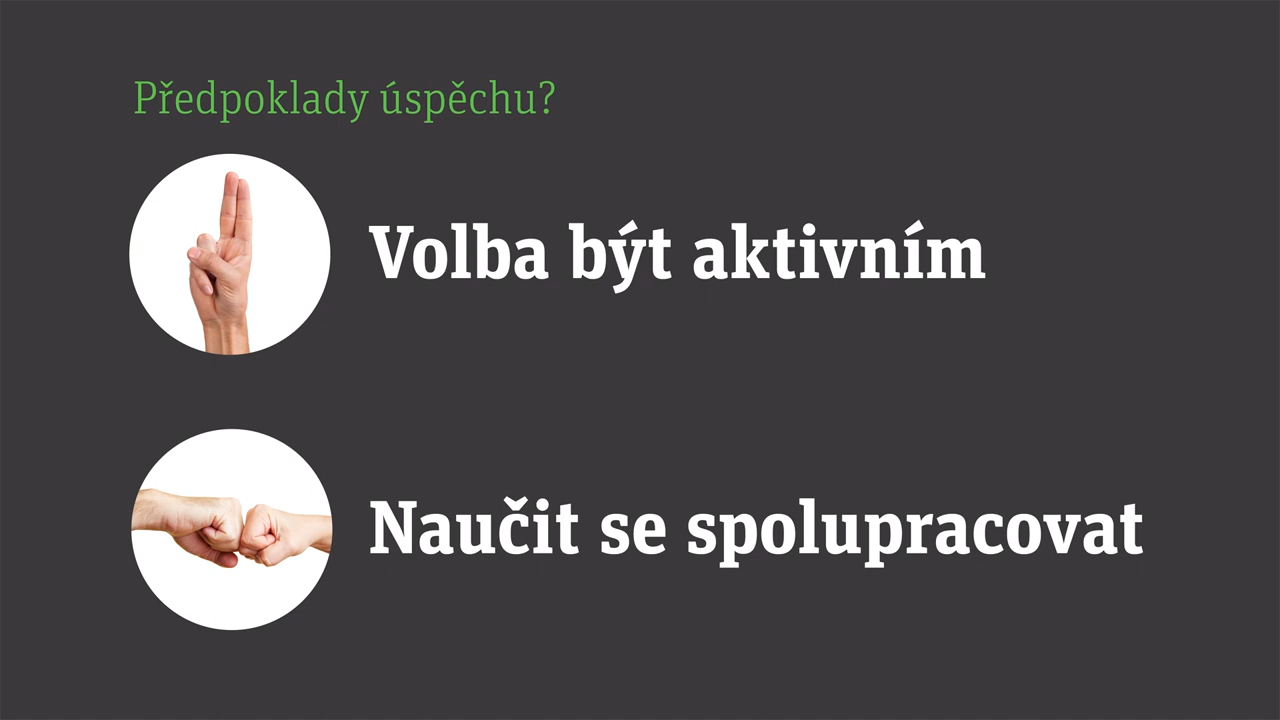 Předpoklady úspěchu?
Volba být aktivním
Naučit se spolupracovat